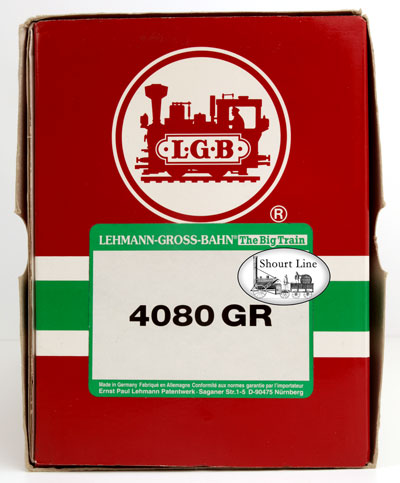 L·G·B
®
LEHMANN-GROSS-BAHN® The Big Train
Shourt Line
4080 GR
Made in Germany Fabriqué en Allemagne Conformité aux normes garantie par l'importateur
Ernst Paul Lehmann Patentwerk · Saganer Str. 1-5 D-90475 Nürnberg